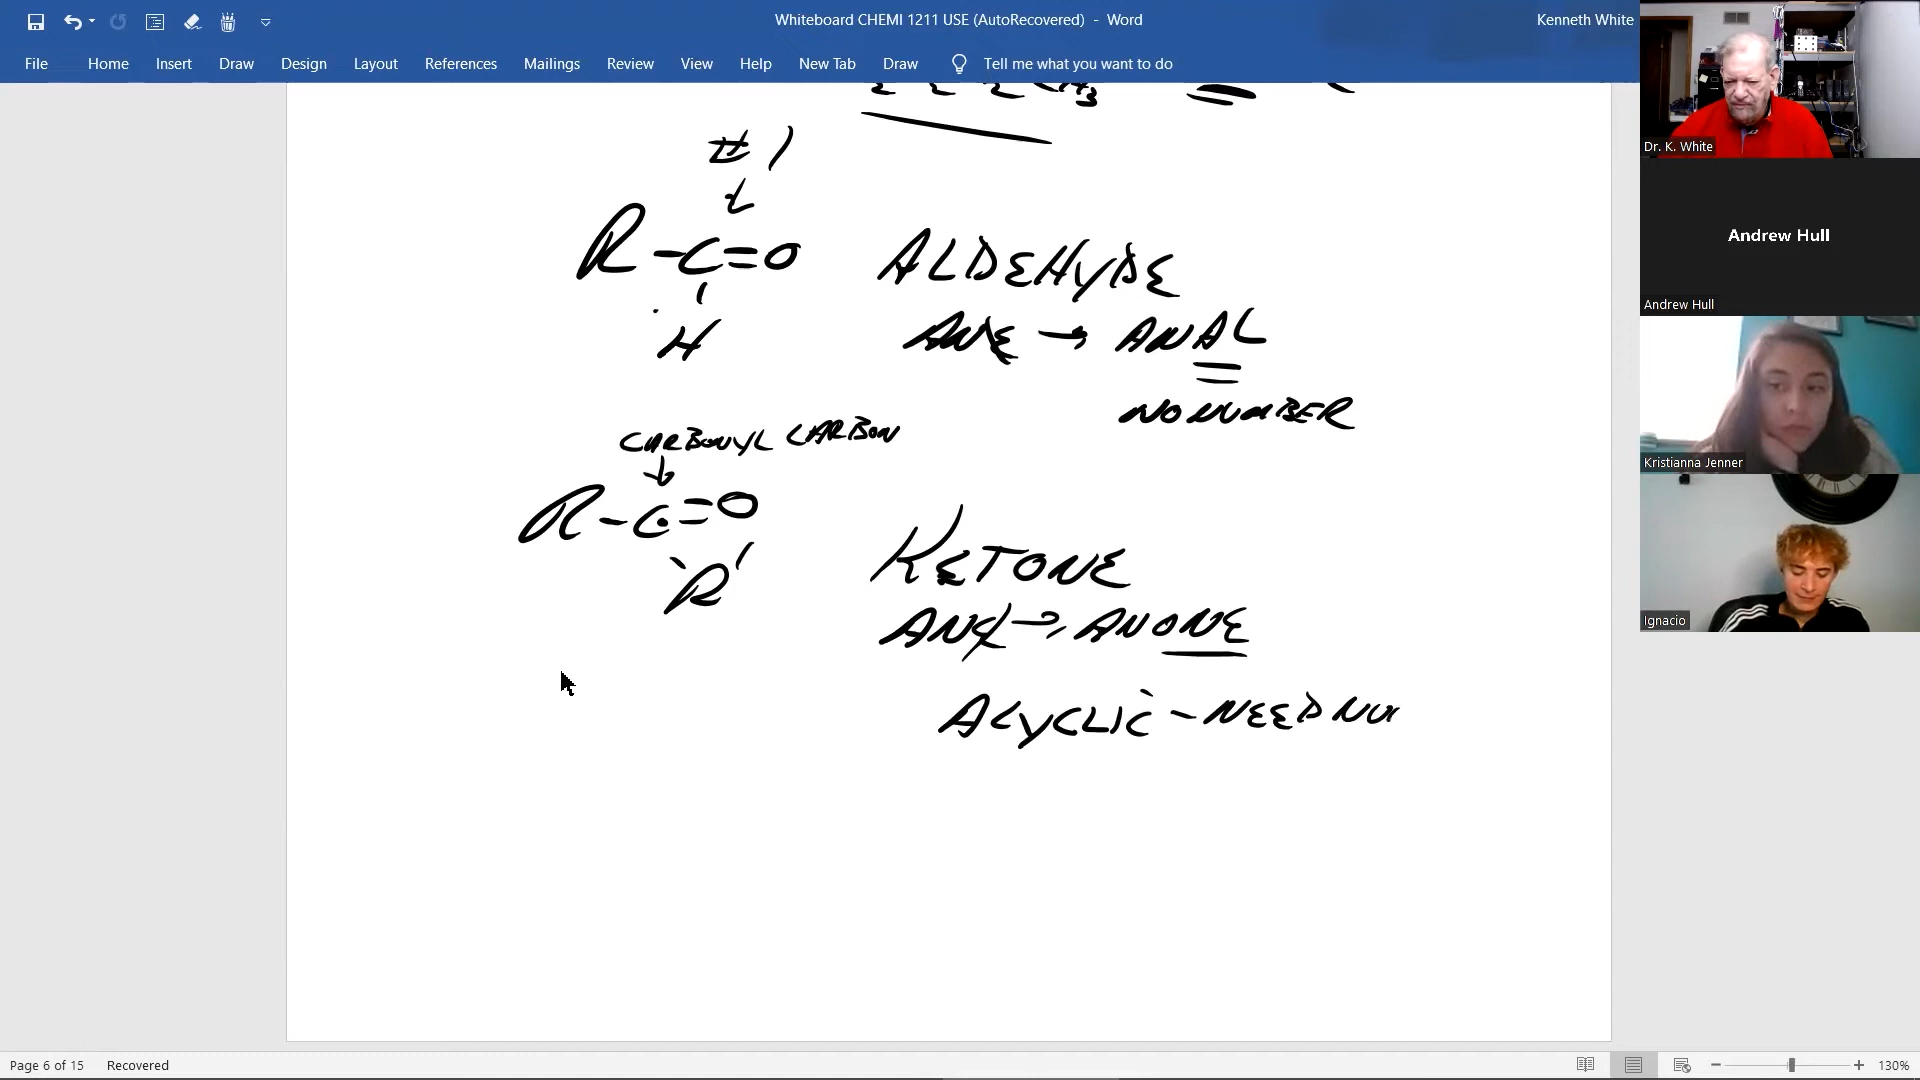 Whiteboard CHEMI 1211 USE (AutoRecovered) - Word
Kenneth White
File Home Insert Draw Design Layout References Mailings Review View Help New Tab Draw Tell me what you want to do
#1
R-C=O
H
ALDEHYDE
ANE → ANAL
NO NUMBER
CARBONYL CARBON
R-C=O
R'
KETONE
ANE → ANONE
ACYCLIC - NEED NU
Dr. K. White
Andrew Hull
Andrew Hull
Kristianna Jenner
Ignacio
Page 6 of 15 Recovered
130%